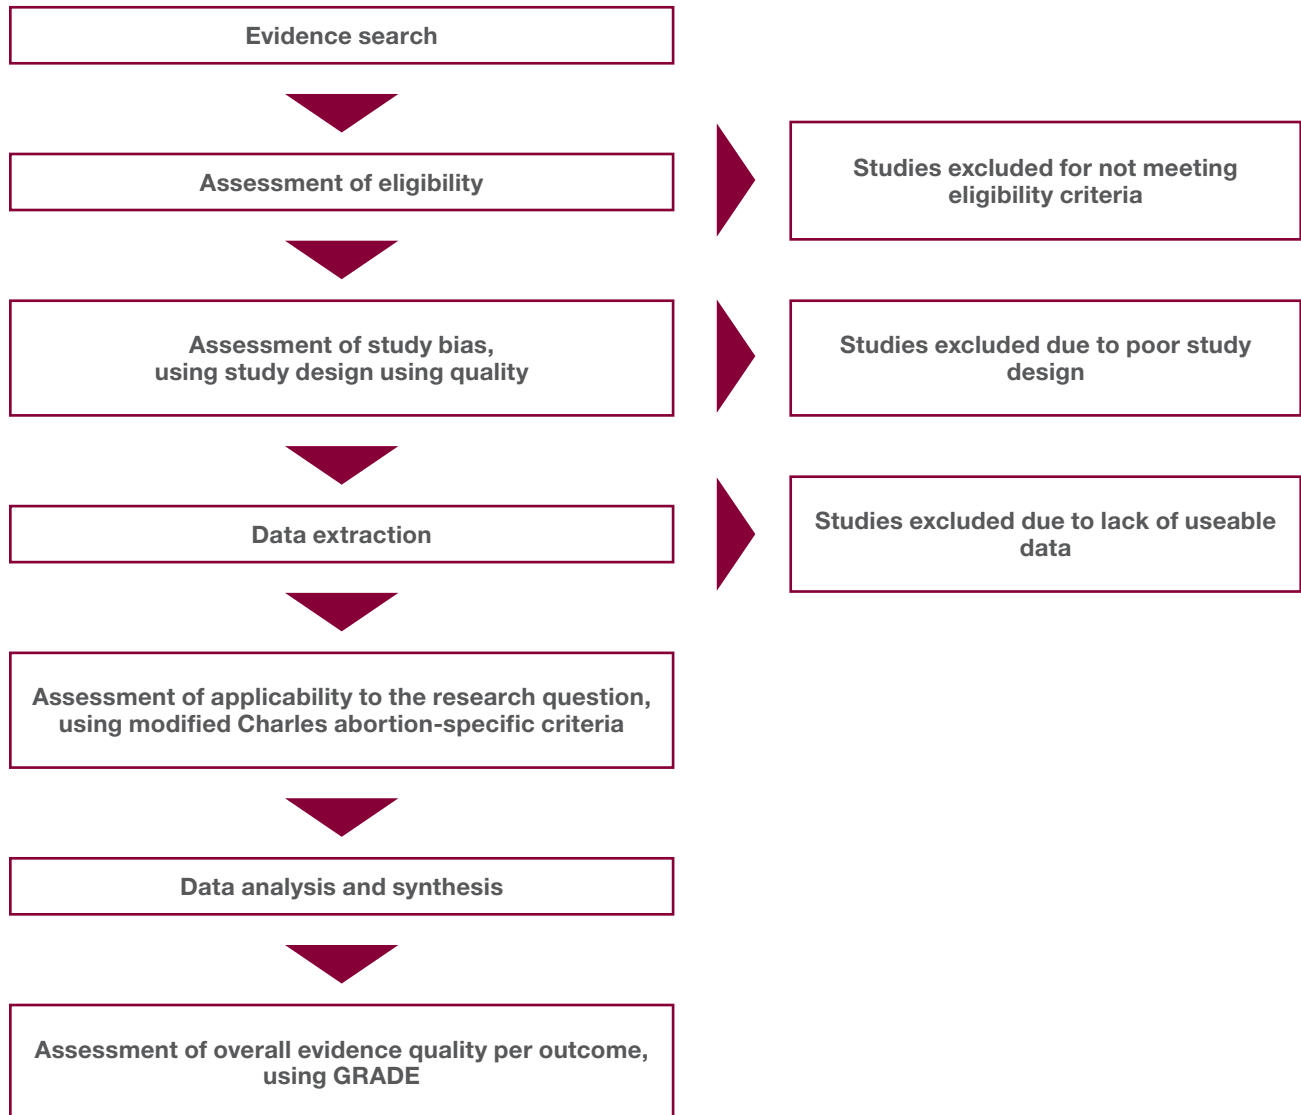 Evidence search
Assessment of eligibility
Studies excluded for not meeting
eligibility criteria
Assessment of study bias,
using study design using quality
Studies excluded due to poor study
design
Data extraction
Studies excluded due to lack of useable
data
Assessment of applicability to the research question,
using modified Charles abortion-specific criteria
Data analysis and synthesis
Assessment of overall evidence quality per outcome,
using GRADE